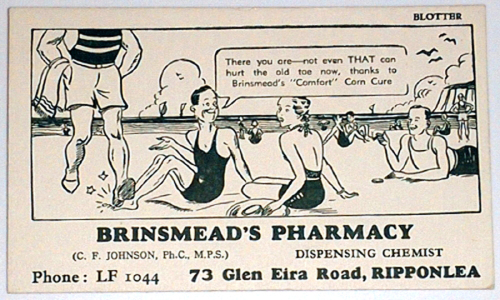 BLOTTER
There you are—not even THAT can
hurt the old toe now, thanks to
Brinsmead's "Comfort" Corn Cure
BRINSMEAD'S PHARMACY
(C. F. JOHNSON, Ph.C., M.P.S.) DISPENSING CHEMIST
Phone: LF 1044 73 Glen Eira Road, RIPPONLEA